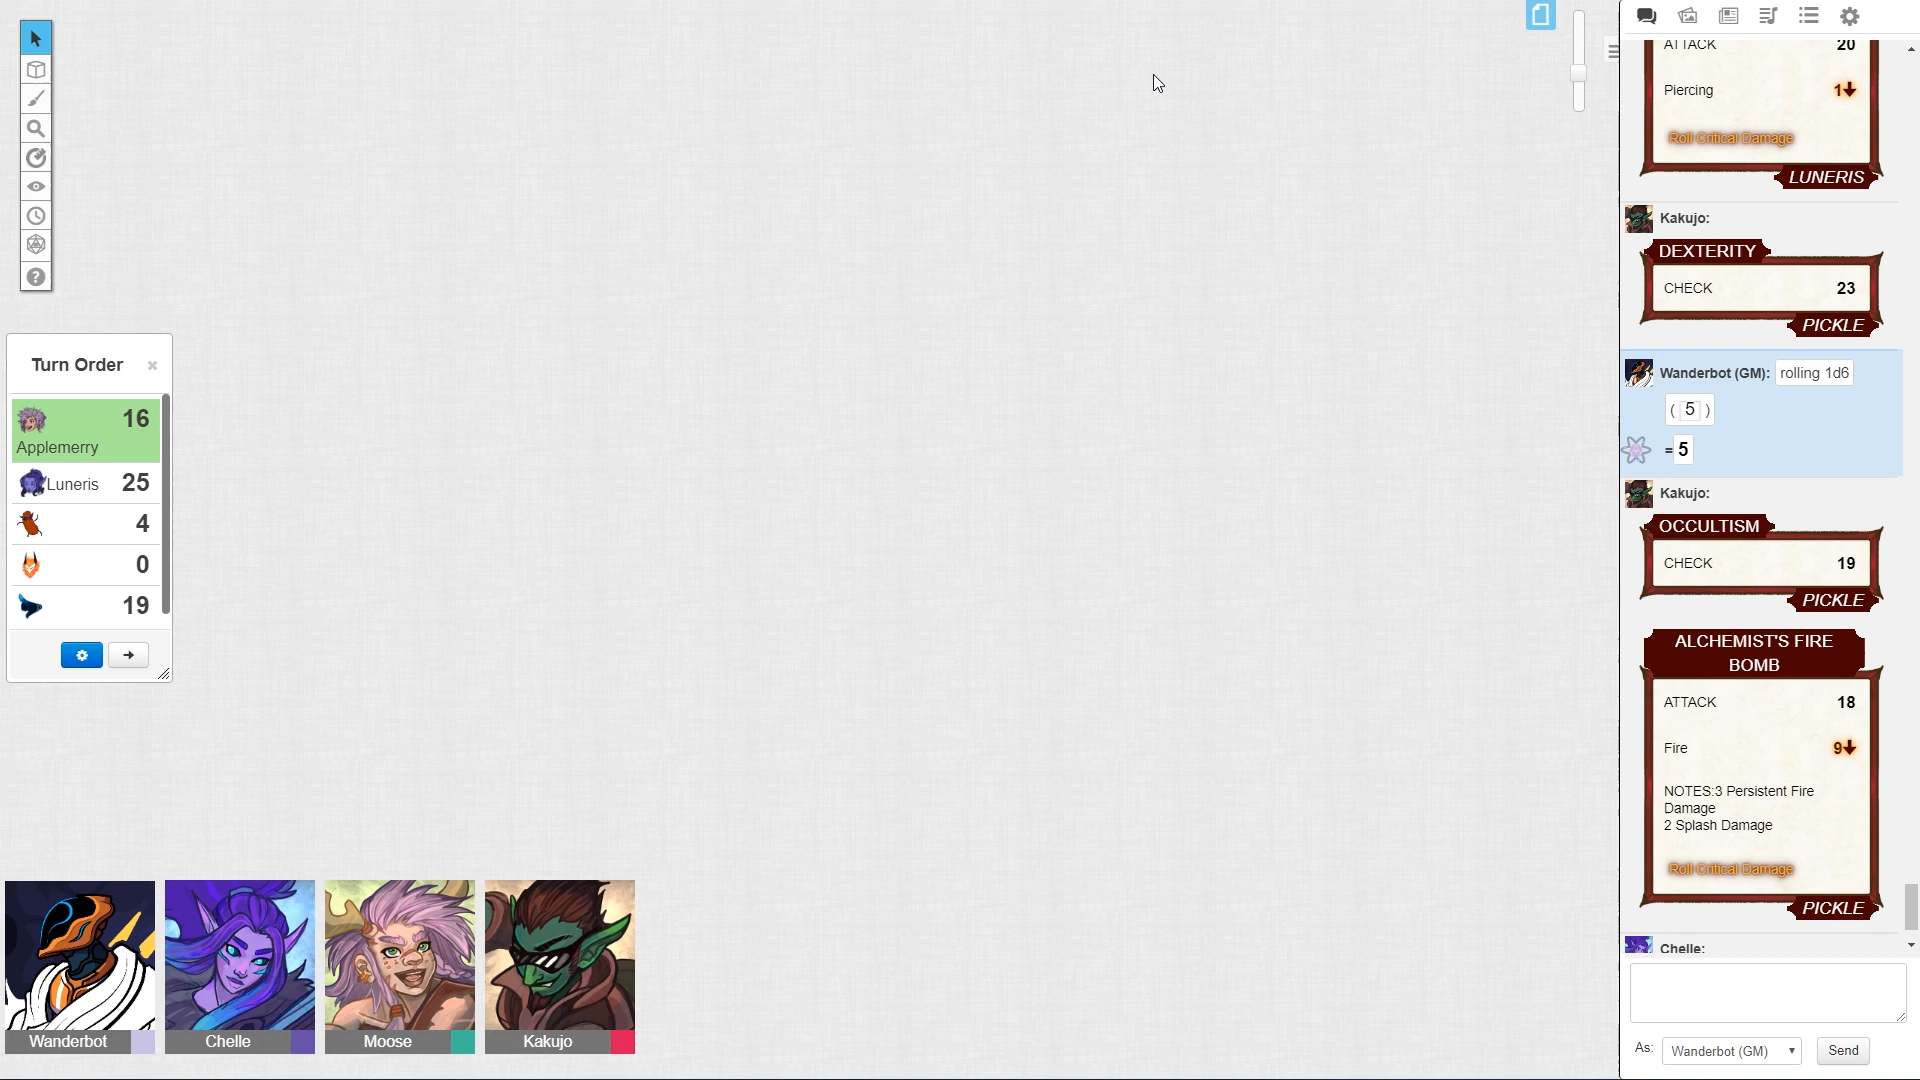 ATTACK 20
Piercing 1
Roll Critical Damage
LUNERIS
Kakujo:
DEXTERITY
CHECK 23
PICKLE
Wanderbot (GM): rolling 1d6
( 5 )
= 5
Kakujo:
OCCULTISM
CHECK 19
PICKLE
ALCHEMIST'S FIRE
BOMB
ATTACK 18
Fire 9
NOTES:3 Persistent Fire
Damage
2 Splash Damage
Roll Critical Damage
PICKLE
Chelle:
As: Wanderbot (GM) Send
Turn Order ×
16
Applemerry
Luneris 25
4
0
19
Wanderbot
Chelle
Moose
Kakujo